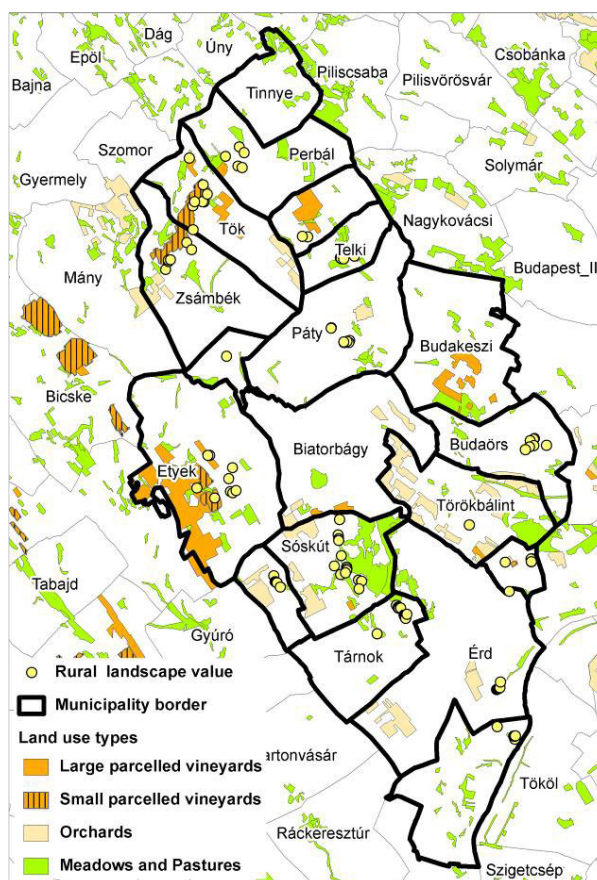 Dág
Úny
Epöl
Csobánka
Bajna
Piliscsaba
Pilisvörösvár
Tinnye
Szomor
Perbál
Solymár
Gyermely
Tök
Nagykovácsi
Telki
Mány
Budapest_II
Zsámbék
Páty
Budakeszi
Bicske
Etyek
Biatorbágy
Budaörs
Törökbálint
Sóskút
Tabajd
Gyúró
Tárnok
Érd
artonvásár
Tököl
Ráckeresztúr
Szigetcsép
Rural landscape value
Municipality border
Land use types
Large parcelled vineyards
Small parcelled vineyards
Orchards
Meadows and Pastures